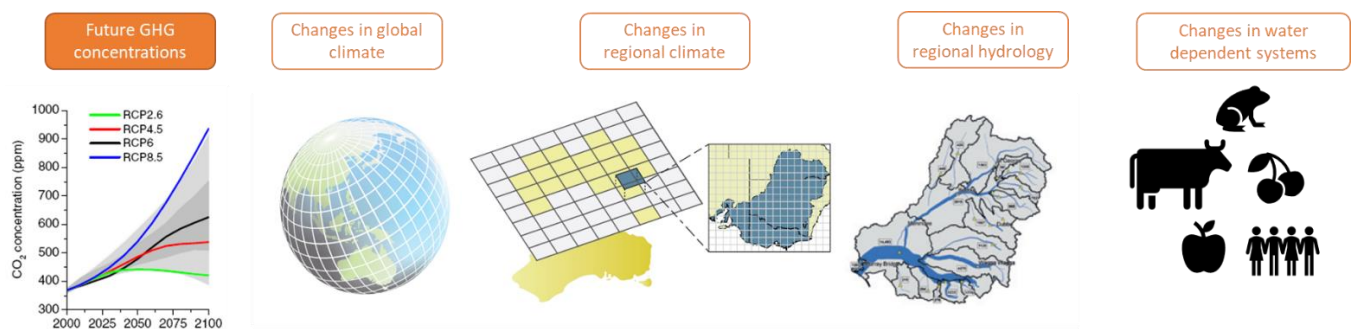 Future GHG
concentrations
Changes in global
climate
Changes in
regional climate
Changes in
regional hydrology
Changes in water
dependent systems
CO2 concentration (ppm)
1000
900
800
700
600
500
400
300
2000 2025 2050 2075 2100
RCP2.6
RCP4.5
RCP6
RCP8.5